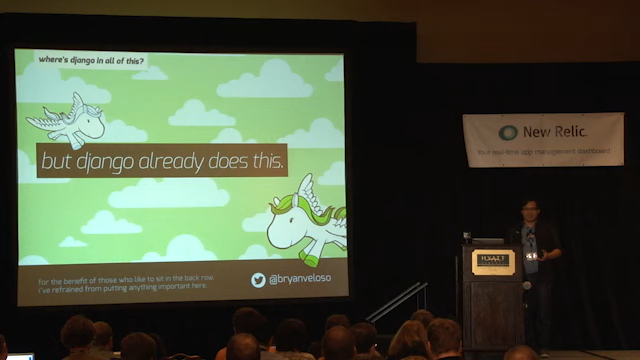 where's django in all of this?
but django already does this.
for the benefit of those who like to sit in the back row,
i've refrained from putting anything important here.
@bryanveloso
New Relic.
Your real-time app management dashboard
HYATT